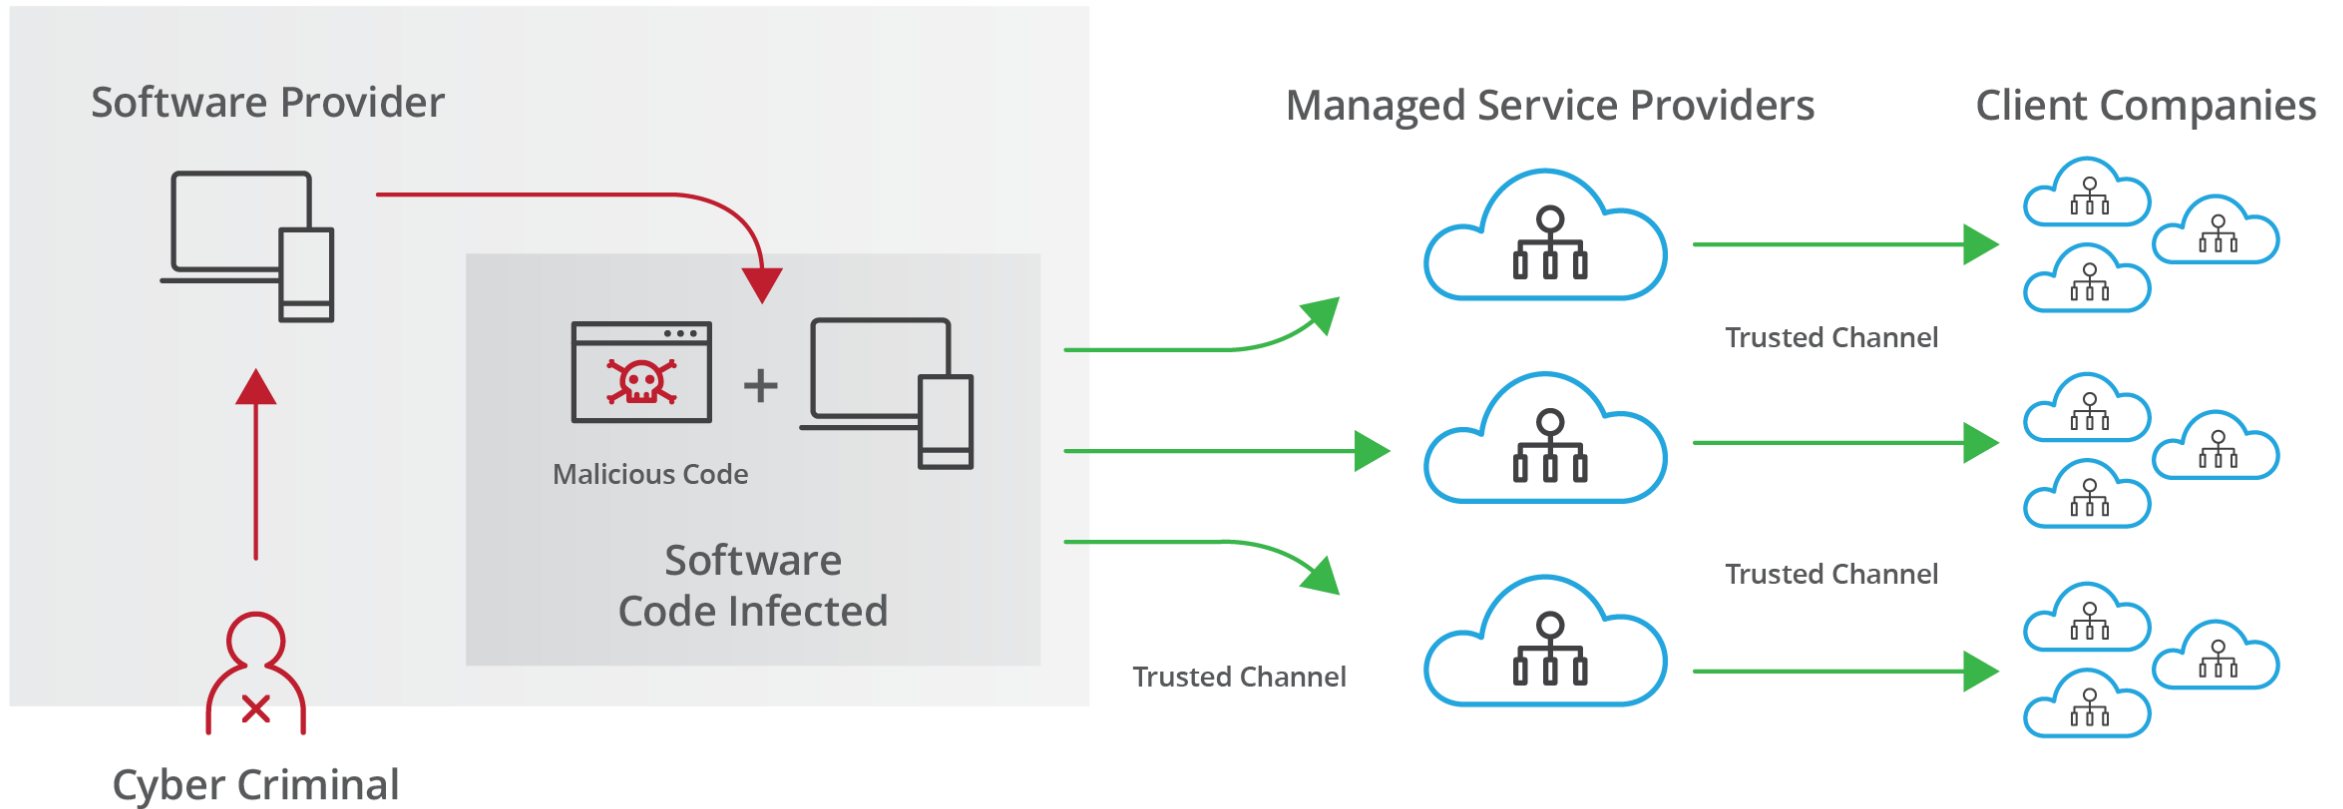 Software Provider
Managed Service Providers
Client Companies
Trusted Channel
Malicious Code
Software
Code Infected
Trusted Channel
Trusted Channel
Cyber Criminal